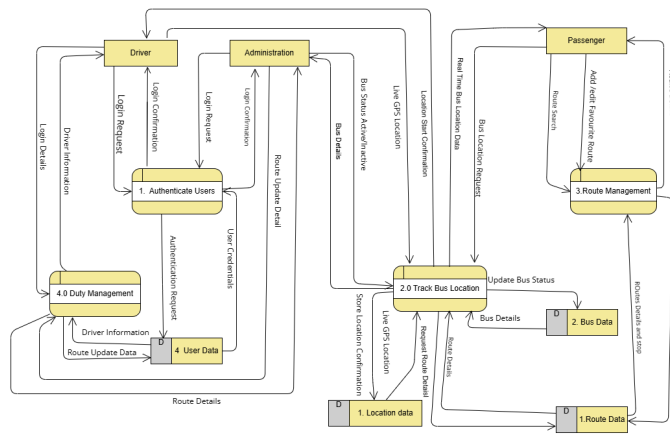 Driver
Administration
Passenger
Login Details
Driver Information
Login Request
Login Confirmation
Login Request
Login Confirmation
Route Update Detail
Bus Details
Bus Status Active/Inactive
Live GPS Location
Location Start Confirmation
Real Time Bus Location Data
Bus Location Request
Route Search
Add /edit Favourite Route
1. Authenticate Users
3.Route Management
Authentication Request
User Credentials
4.0 Duty Management
2.0 Track Bus Location
Update Bus Status
Driver Information
Route Update Data
D
4 User Data
Route Details
Store Location Confirmation
Live GPS Location
Request Route Detaisl
Route Details
Bus Details
D
2. Bus Data
ROutes Details and stop
D
1. Location data
D
1.Route Data